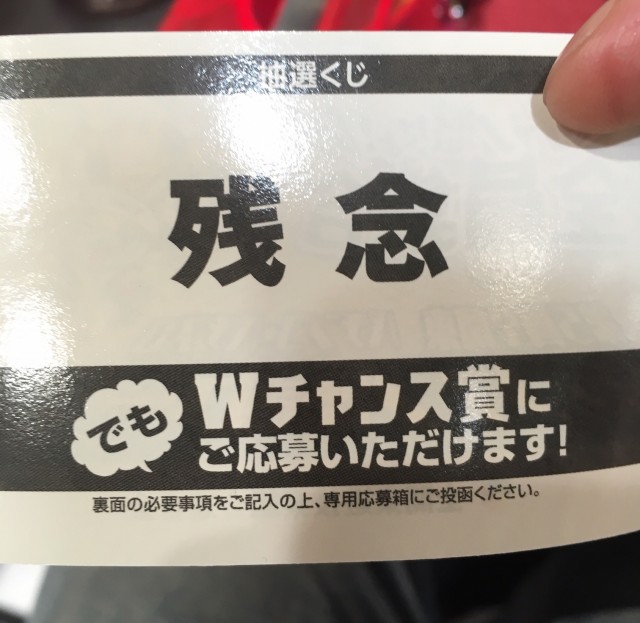 抽選くじ
残念
でも
Wチャンス賞に
ご応募いただけます!
裏面の必要事項をご記入の上、専用応募箱にご投函ください。